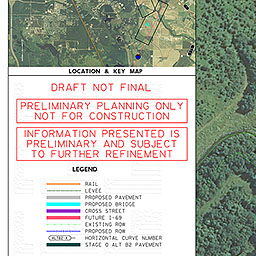 LOCATION & KEY MAP
DRAFT NOT FINAL
PRELIMINARY PLANNING ONLY
NOT FOR CONSTRUCTION
INFORMATION PRESENTED IS
PRELIMINARY AND SUBJECT
TO FURTHER REFINEMENT
LEGEND
RAIL
LEVEE
PROPOSED PAVEMENT
PROPOSED BRIDGE
CROSS STREET
FUTURE I-69
EXISTING ROW
PROPOSED ROW
HORIZONTAL CURVE NUMBER
STAGE 0 ALT B2 PAVEMENT